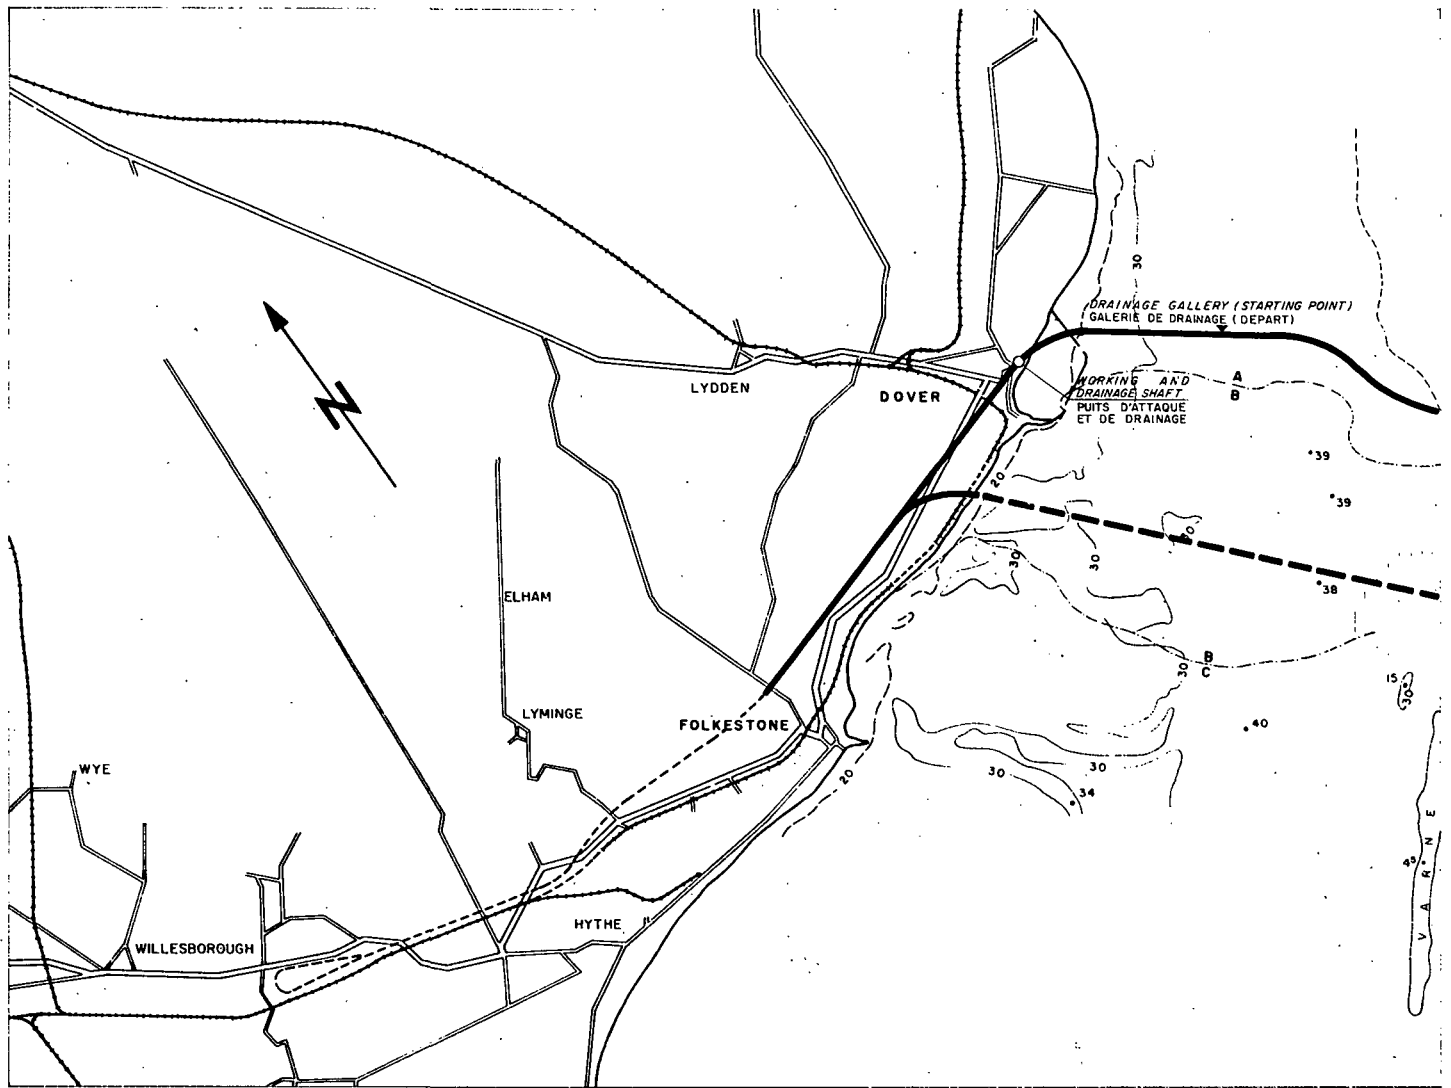 30
DRAINAGE GALLERY (STARTING POINT)
GALERIE DE DRAINAGE (DEPART)
LYDDEN
DOVER
WORKING AND
DRAINAGE SHAFT
PUITS D'ATTAQUE
ET DE DRAINAGE
A
B
39
20
39
N
30
30
38
ELHAM
B
C
30
15
30
LYMINGE
FOLKESTONE
40
WYE
20
30
30
34
45
VARNE
HYTHE
WILLESBOROUGH